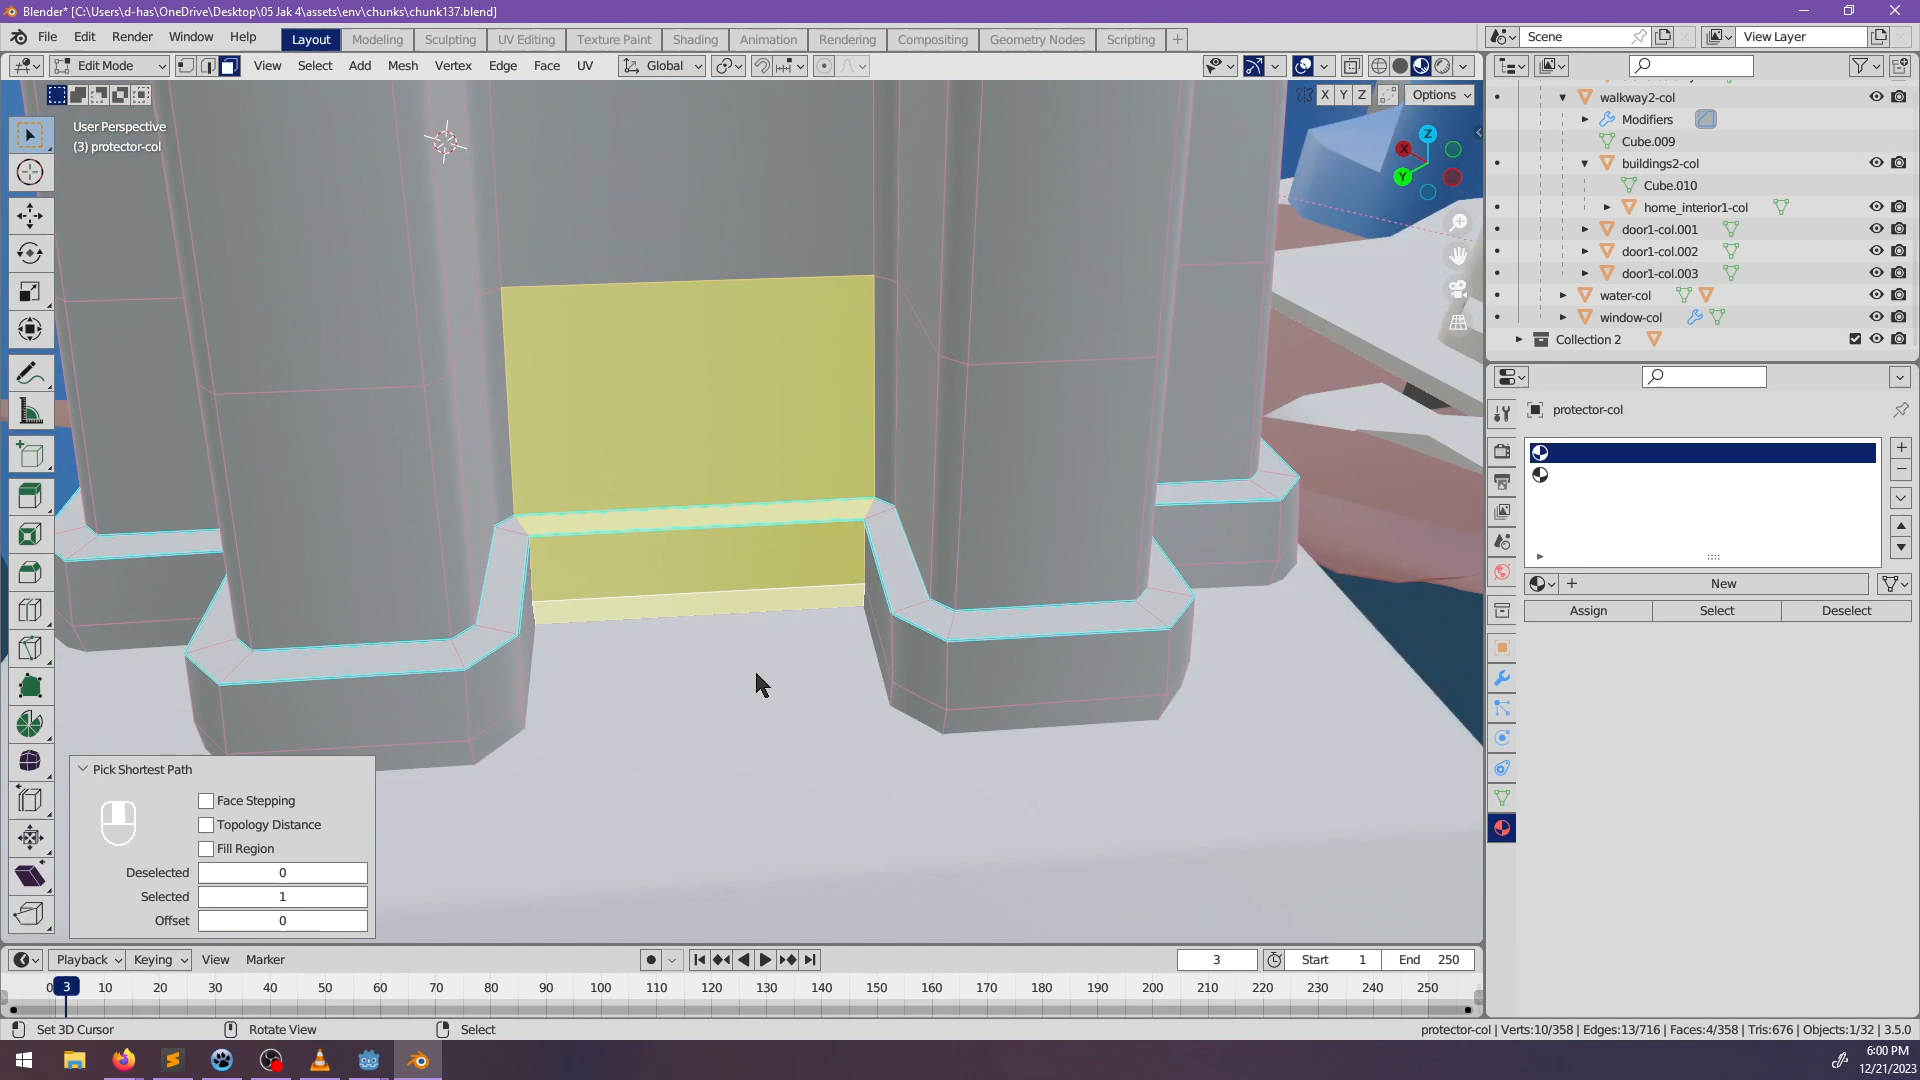 Blender* [C:\Users\d-has\OneDrive\Desktop\05 Jak 4\assets\env\chunks\chunk137.blend]
File Edit Render Window Help Layout Modeling Sculpting UV Editing Texture Paint Shading Animation Rendering Compositing Geometry Nodes Scripting + Scene View Layer
Edit Mode View Select Add Mesh Vertex Edge Face UV Global
X Y Z Options
User Perspective
(3) protector-col
Z
X
Y
walkway2-col
Modifiers
Cube.009
buildings2-col
Cube.010
home_interior1-col
door1-col.001
door1-col.002
door1-col.003
water-col
window-col
Collection 2
protector-col
+ New
Assign Select Deselect
Pick Shortest Path
Face Stepping
Topology Distance
Fill Region
Deselected 0
Selected 1
Offset 0
Playback Keying View Marker 3 Start 1 End 250
0 3 10 20 30 40 50 60 70 80 90 100 110 120 130 140 150 160 170 180 190 200 210 220 230 240 250
Set 3D Cursor Rotate View Select protector-col | Verts:10/358 | Edges:13/716 | Faces:4/358 | Tris:676 | Objects:1/32 | 3.5.0
6:00 PM
12/21/2023